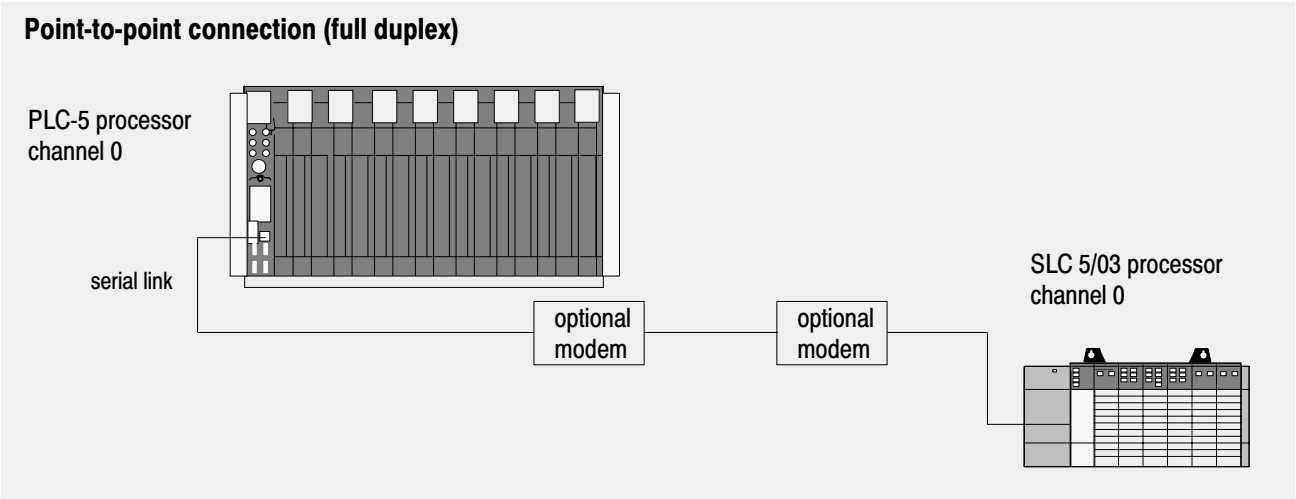 Point-to-point connection (full duplex)
PLC-5 processor
channel 0
serial link
optional
modem
optional
modem
SLC 5/03 processor
channel 0